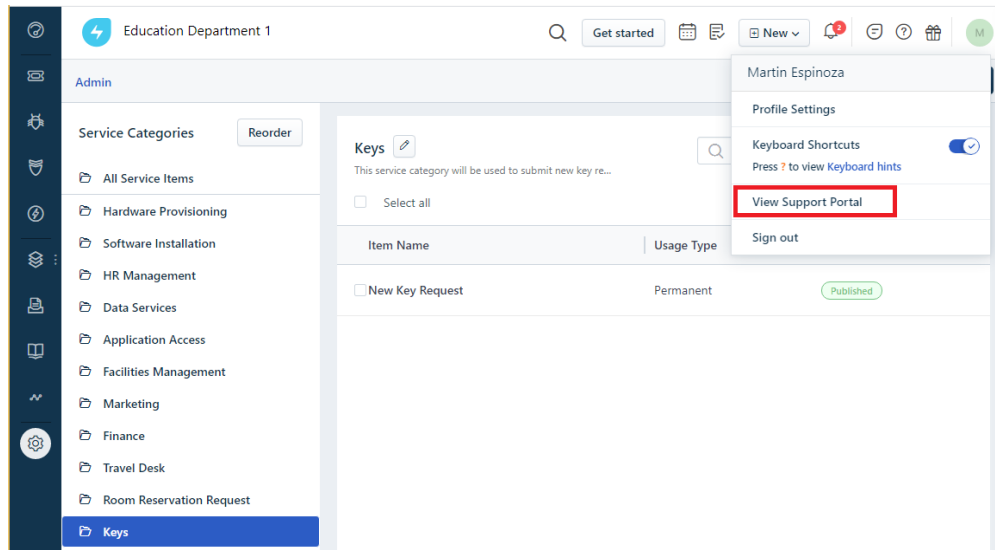 Education Department 1
Get started
New
2
M
Admin
Martin Espinoza
Profile Settings
Keyboard Shortcuts
Press ? to view Keyboard hints
View Support Portal
Sign out
Service Categories
Reorder
All Service Items
Hardware Provisioning
Software Installation
HR Management
Data Services
Application Access
Facilities Management
Marketing
Finance
Travel Desk
Room Reservation Request
Keys
Keys
This service category will be used to submit new key re...
Select all
Item Name
Usage Type
New Key Request
Permanent
Published